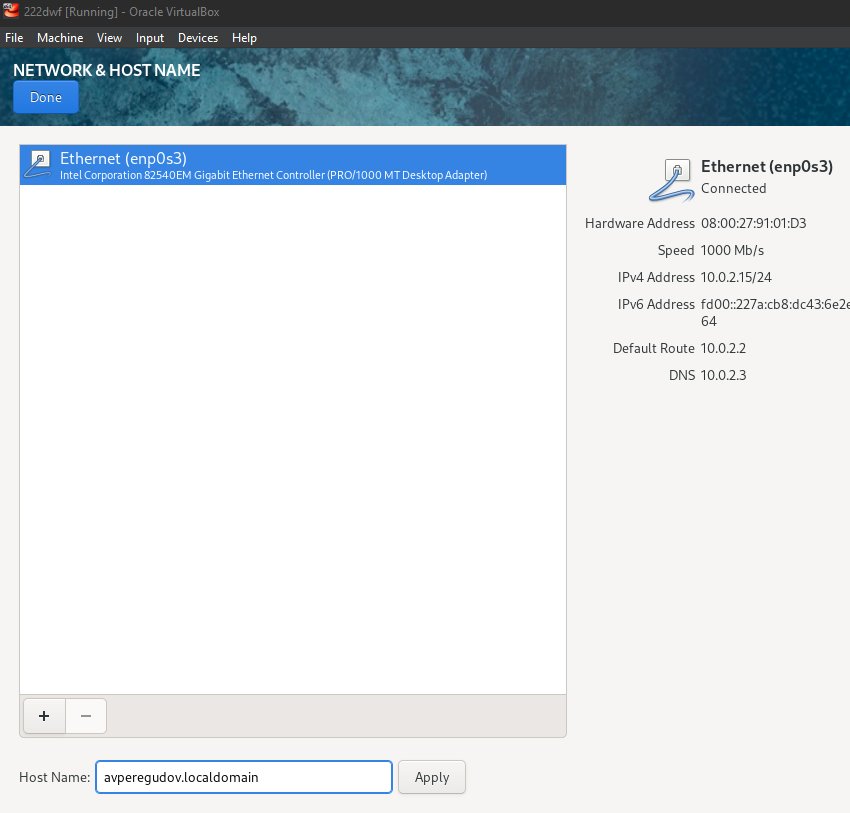 222dwf [Running] - Oracle VirtualBox
File Machine View Input Devices Help
NETWORK & HOST NAME
Done
Ethernet (enp0s3)
Intel Corporation 82540EM Gigabit Ethernet Controller (PRO/1000 MT Desktop Adapter)
Ethernet (enp0s3)
Connected
Hardware Address 08:00:27:91:01:D3
Speed 1000 Mb/s
IPv4 Address 10.0.2.15/24
IPv6 Address fd00::227a:cb8:dc43:6e2e
64
Default Route 10.0.2.2
DNS 10.0.2.3
+ −
Host Name: avperegudov.localdomain Apply